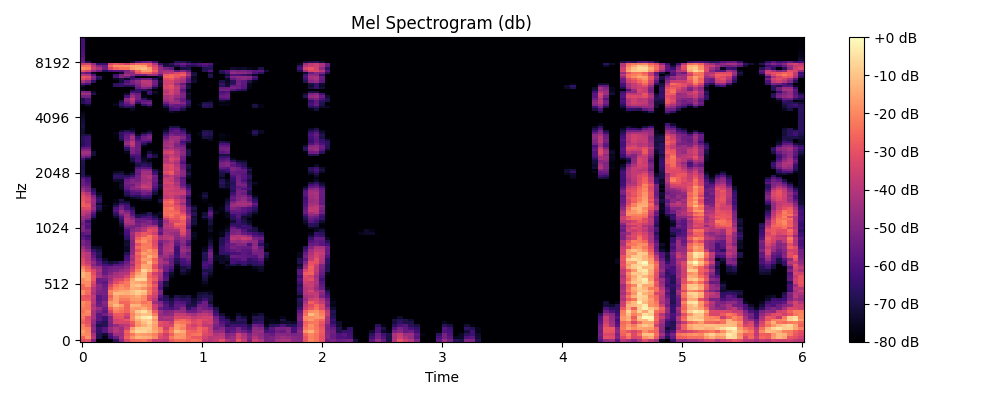 Mel Spectrogram (db)
Hz
8192
4096
2048
1024
512
0
0 1 2 3 4 5 6
Time
+0 dB
-10 dB
-20 dB
-30 dB
-40 dB
-50 dB
-60 dB
-70 dB
-80 dB